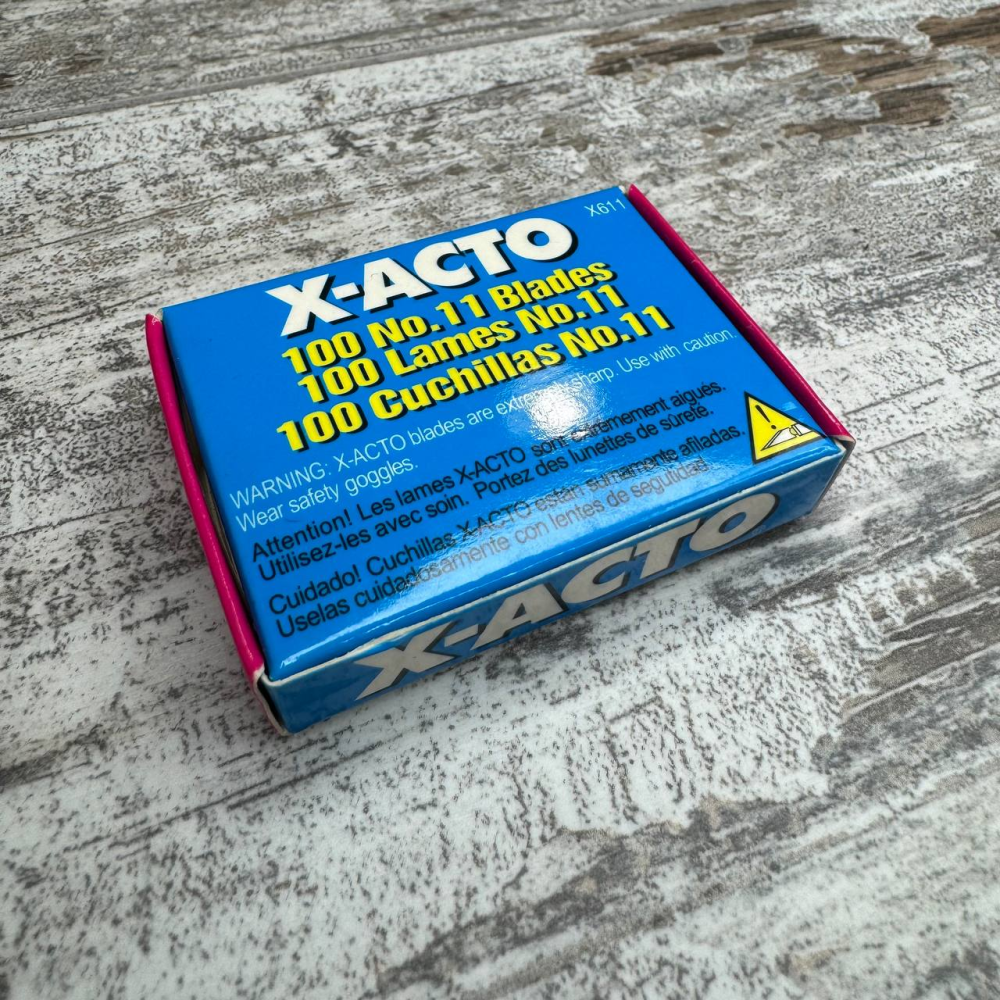 X611
X-ACTO
100 No.11 Blades
100 Lames No.11
100 Cuchillas No.11
WARNING: X-ACTO blades are extremely sharp. Use with caution.
Wear safety goggles.
Attention! Les lames X-ACTO sont extrêmement aiguës.
Utilisez-les avec soin. Portez des lunettes de sûreté.
Cuidado! Cuchillas X-ACTO estan sumamente afiladas.
Uselas cuidadosamente con lentes de seguridad.
X-ACTO